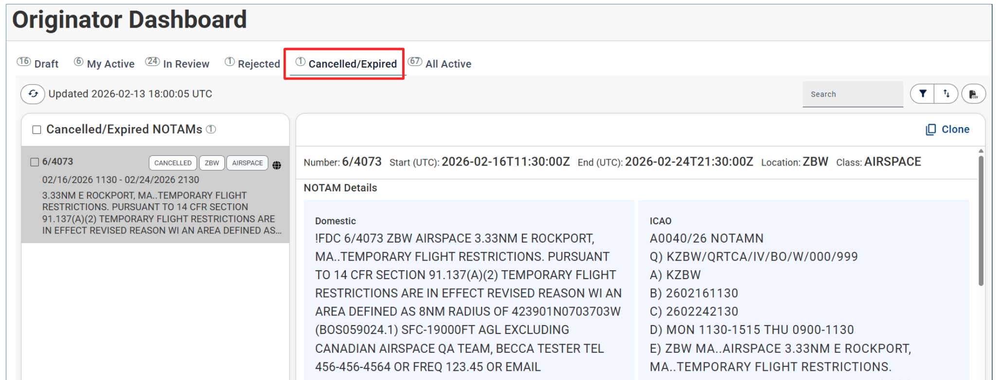 Originator Dashboard
16 Draft 6 My Active 24 In Review 1 Rejected 1 Cancelled/Expired 67 All Active
Updated 2026-02-13 18:00:05 UTC
Search
CSV
Cancelled/Expired NOTAMs 1
Clone
6/4073 CANCELLED ZBW AIRSPACE
02/16/2026 1130 - 02/24/2026 2130
3.33NM E ROCKPORT, MA..TEMPORARY FLIGHT
RESTRICTIONS. PURSUANT TO 14 CFR SECTION
91.137(A)(2) TEMPORARY FLIGHT RESTRICTIONS ARE
IN EFFECT REVISED REASON WI AN AREA DEFINED AS...
Number: 6/4073 Start (UTC): 2026-02-16T11:30:00Z End (UTC): 2026-02-24T21:30:00Z Location: ZBW Class: AIRSPACE
NOTAM Details
Domestic
!FDC 6/4073 ZBW AIRSPACE 3.33NM E ROCKPORT,
MA..TEMPORARY FLIGHT RESTRICTIONS. PURSUANT
TO 14 CFR SECTION 91.137(A)(2) TEMPORARY FLIGHT
RESTRICTIONS ARE IN EFFECT REVISED REASON WI AN
AREA DEFINED AS 8NM RADIUS OF 423901N0703703W
(BOS059024.1) SFC-19000FT AGL EXCLUDING
CANADIAN AIRSPACE QA TEAM, BECCA TESTER TEL
456-456-4564 OR FREQ 123.45 OR EMAIL
ICAO
A0040/26 NOTAMN
Q) KZBW/QRTCA/IV/BO/W/000/999
A) KZBW
B) 2602161130
C) 2602242130
D) MON 1130-1515 THU 0900-1130
E) ZBW MA..AIRSPACE 3.33NM E ROCKPORT,
MA..TEMPORARY FLIGHT RESTRICTIONS.